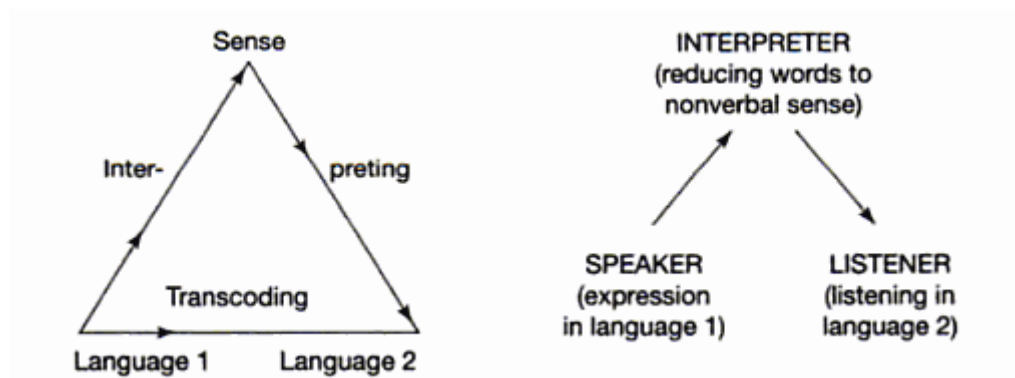 Sense
Inter-
preting
Transcoding
Language 1
Language 2
INTERPRETER
(reducing words to
nonverbal sense)
SPEAKER
(expression
in language 1)
LISTENER
(listening in
language 2)